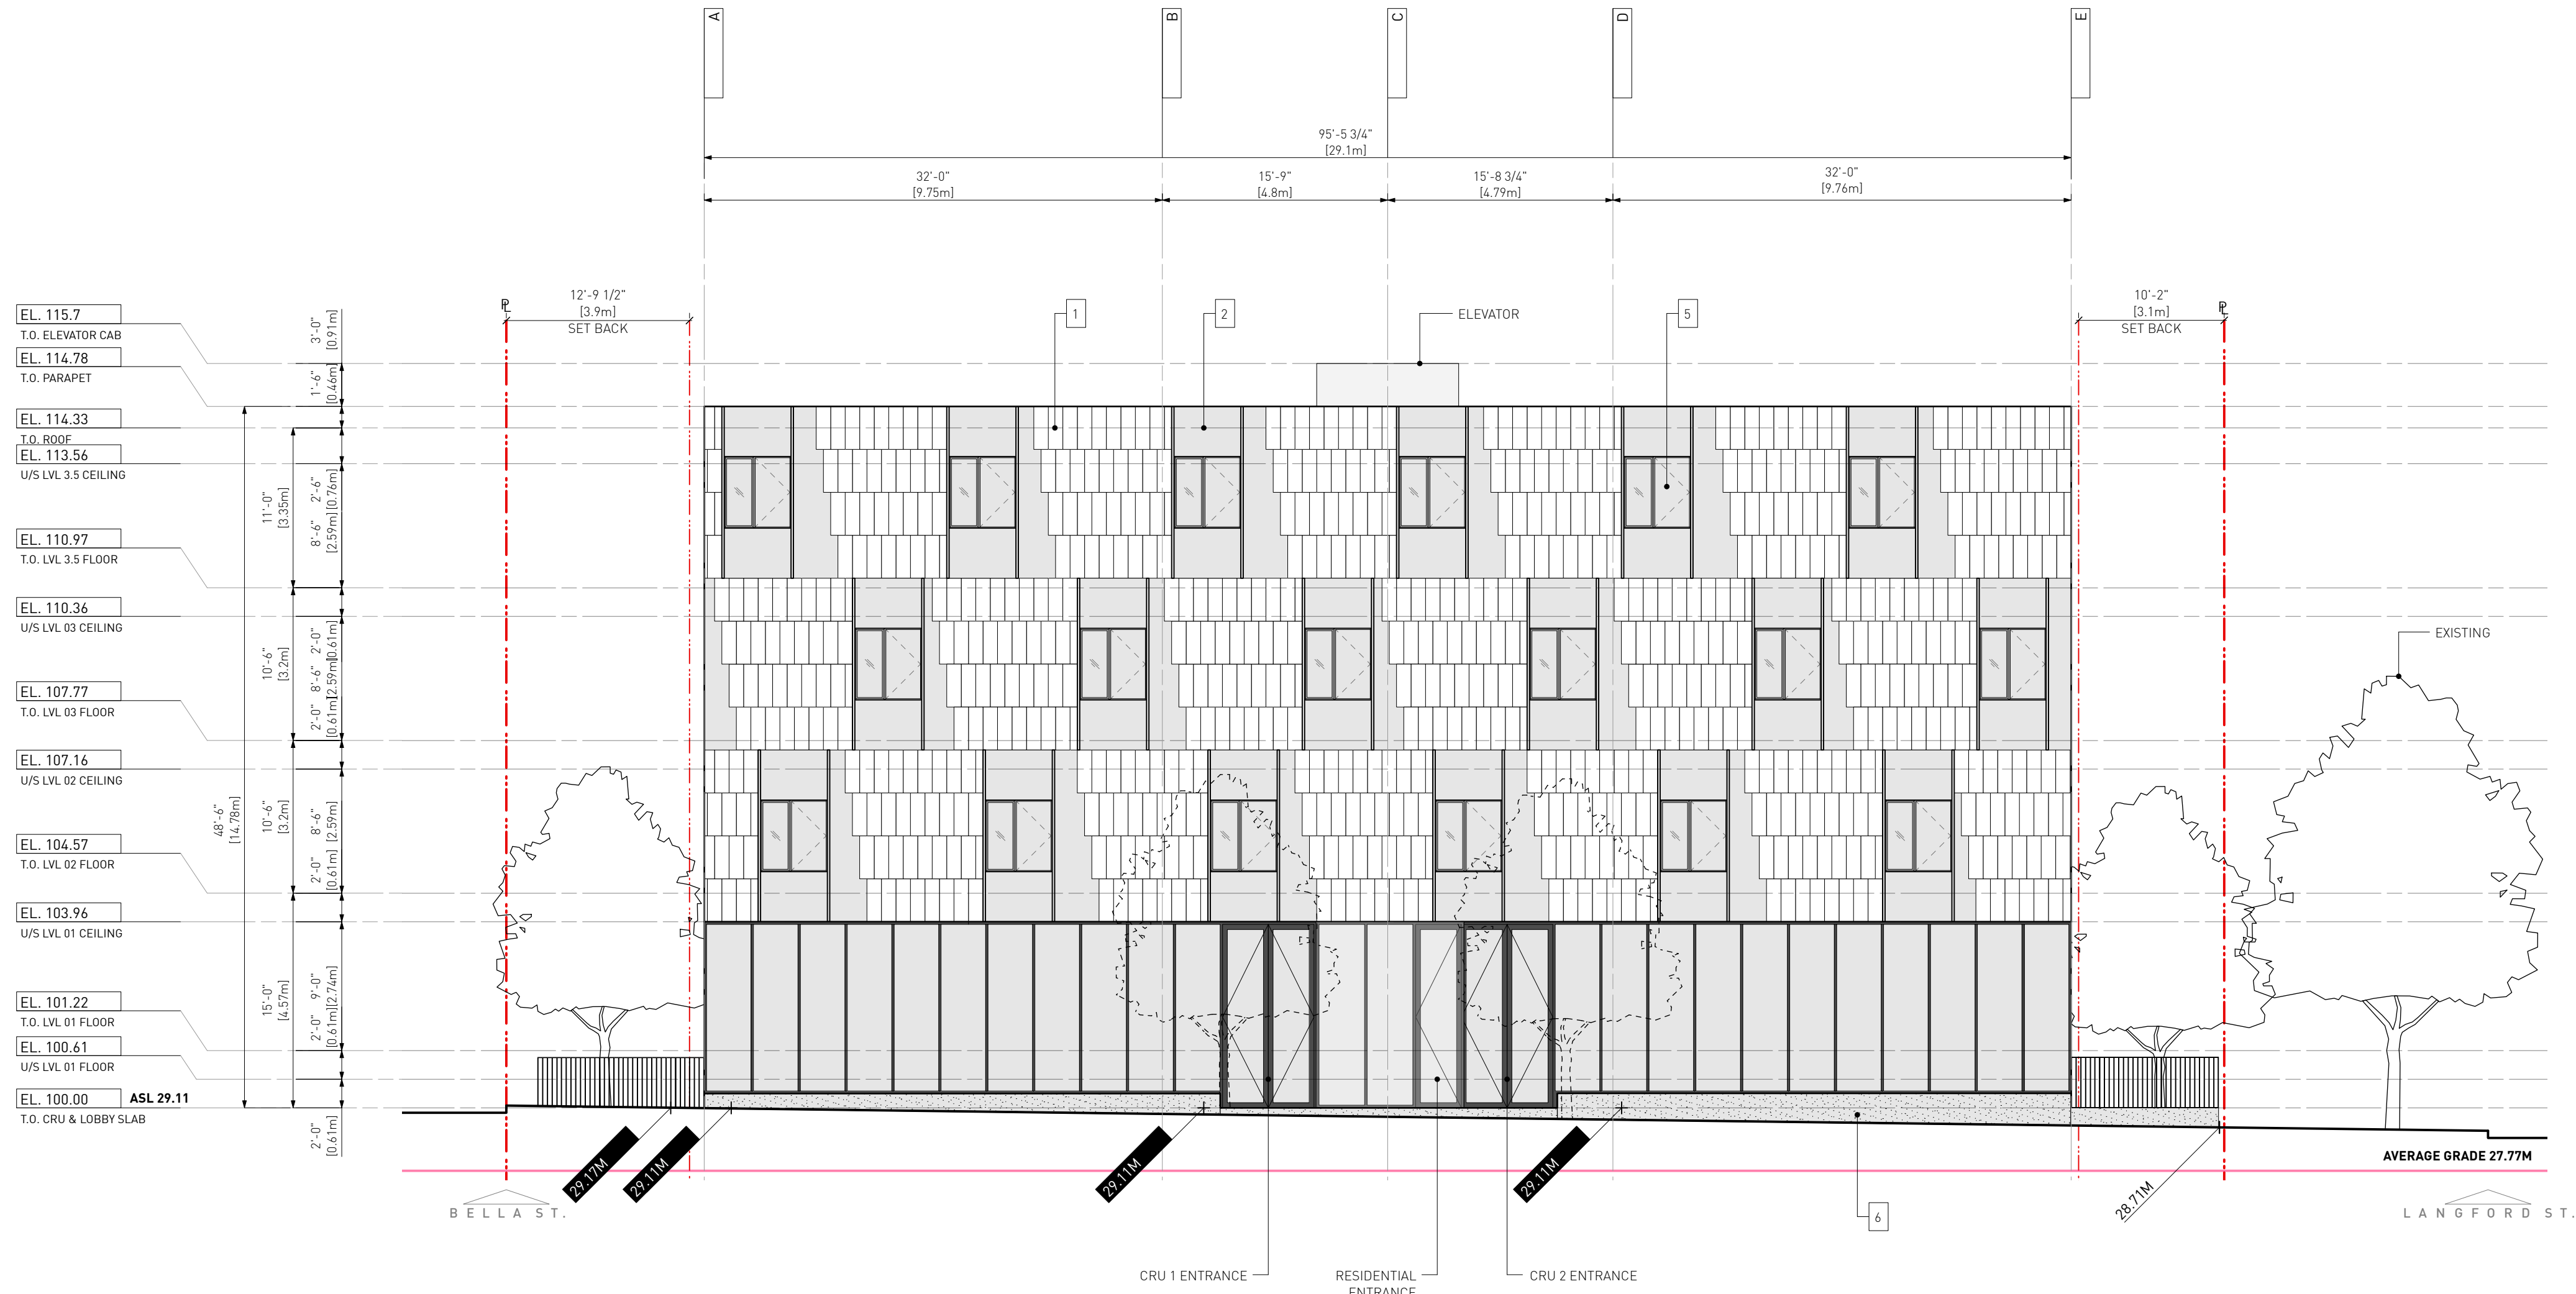 A
B
C
D
E
95'-5 3/4"
[29.1m]
32'-0"
[9.75m]
15'-9"
[4.8m]
15'-8 3/4"
[4.79m]
32'-0"
[9.76m]
PL
12'-9 1/2"
[3.9m]
SET BACK
1
2
ELEVATOR
5
10'-2"
[3.1m]
SET BACK
PL
EL. 115.7
T.O. ELEVATOR CAB
EL. 114.78
T.O. PARAPET
EL. 114.33
T.O. ROOF
EL. 113.56
U/S LVL 3.5 CEILING
EL. 110.97
T.O. LVL 3.5 FLOOR
EL. 110.36
U/S LVL 03 CEILING
EL. 107.77
T.O. LVL 03 FLOOR
EL. 107.16
U/S LVL 02 CEILING
EL. 104.57
T.O. LVL 02 FLOOR
EL. 103.96
U/S LVL 01 CEILING
EL. 101.22
T.O. LVL 01 FLOOR
EL. 100.61
U/S LVL 01 FLOOR
EL. 100.00 ASL 29.11
T.O. CRU & LOBBY SLAB
48'-6"
[14.78m]
11'-0"
[3.35m]
10'-6"
[3.2m]
10'-6"
[3.2m]
15'-0"
[4.57m]
3'-0"
[0.91m]
1'-6"
[0.46m]
2'-6"
[0.76m]
8'-6"
[2.59m]
2'-0"
[0.61m]
8'-6"
[2.59m]
2'-0"
[0.61m]
8'-6"
[2.59m]
2'-0"
[0.61m]
9'-0"
[2.74m]
2'-0"
[0.61m]
2'-0"
[0.61m]
EXISTING
29.17M
29.11M
29.11M
29.11M
28.71M
AVERAGE GRADE 27.77M
BELLA ST.
LANGFORD ST.
6
CRU 1 ENTRANCE
RESIDENTIAL
ENTRANCE
CRU 2 ENTRANCE